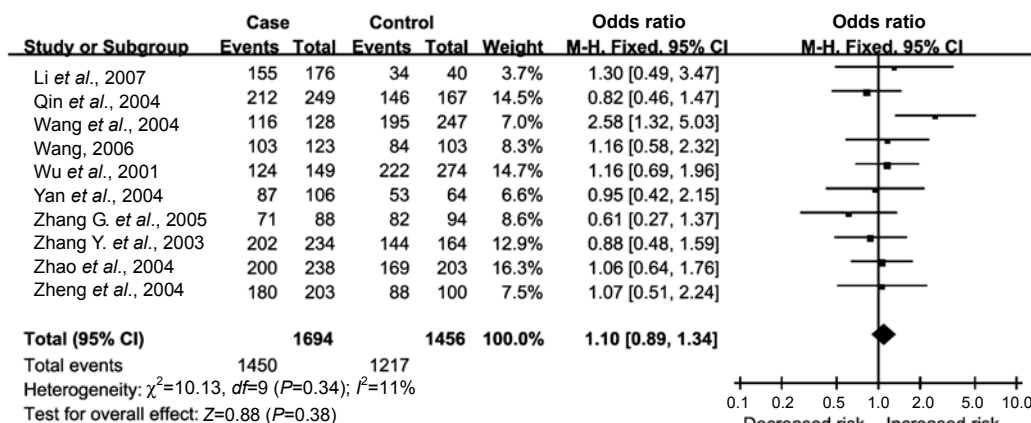 Case Control Odds ratio Odds ratio
Study or Subgroup Events Total Events Total Weight M-H. Fixed. 95% CI M-H. Fixed. 95% CI
Li et al., 2007 155 176 34 40 3.7% 1.30 [0.49, 3.47]
Qin et al., 2004 212 249 146 167 14.5% 0.82 [0.46, 1.47]
Wang et al., 2004 116 128 195 247 7.0% 2.58 [1.32, 5.03]
Wang, 2006 103 123 84 103 8.3% 1.16 [0.58, 2.32]
Wu et al., 2001 124 149 222 274 14.8% 1.16 [0.69, 1.96]
Yan et al., 2004 87 106 53 64 6.6% 0.95 [0.42, 2.15]
Zhang G. et al., 2005 71 88 82 94 8.6% 0.61 [0.27, 1.37]
Zhang Y. et al., 2003 202 234 144 164 12.9% 0.88 [0.48, 1.59]
Zhao et al., 2004 200 238 169 203 16.3% 1.06 [0.64, 1.76]
Zheng et al., 2004 180 203 88 100 7.5% 1.07 [0.51, 2.24]
Total (95% CI) 1694 1456 100.0% 1.10 [0.89, 1.34]
Total events 1450 1217
Heterogeneity: χ²=10.13, df=9 (P=0.34); I²=11%
Test for overall effect: Z=0.88 (P=0.38)
0.1 0.2 0.5 1.0 2.0 5.0 10.0
Decreased risk Increased risk